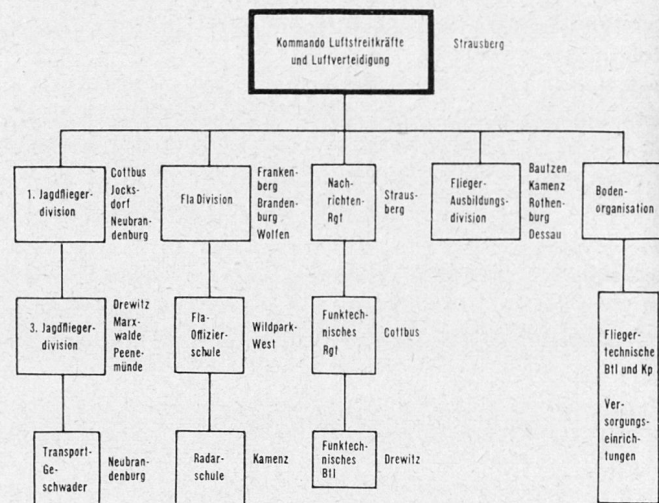 Kommando Luftstreitkräfte
und Luftverteidigung
Strausberg
1. Jagdflieger-
division
Cottbus
Jocks-
dorf
Neubran-
denburg
Fla Division
Franken-
berg
Branden-
burg
Wolfen
Nach-
richten-
Rgt
Straus-
berg
Flieger-
Ausbildungs-
division
Bautzen
Kamenz
Rothen-
burg
Dessau
Boden-
organisation
3. Jagdflieger-
division
Drewitz
Marx-
walde
Peene-
münde
Fla-
Offizier-
schule
Wildpark-
West
Funktech-
nisches
Rgt
Cottbus
Flieger-
technische
Btl und Kp
Ver-
sorgungs-
einrich-
tungen
Transport-
Ge-
schwader
Neubran-
denburg
Radar-
schule
Kamenz
Funktech-
nisches
Btl
Drewitz